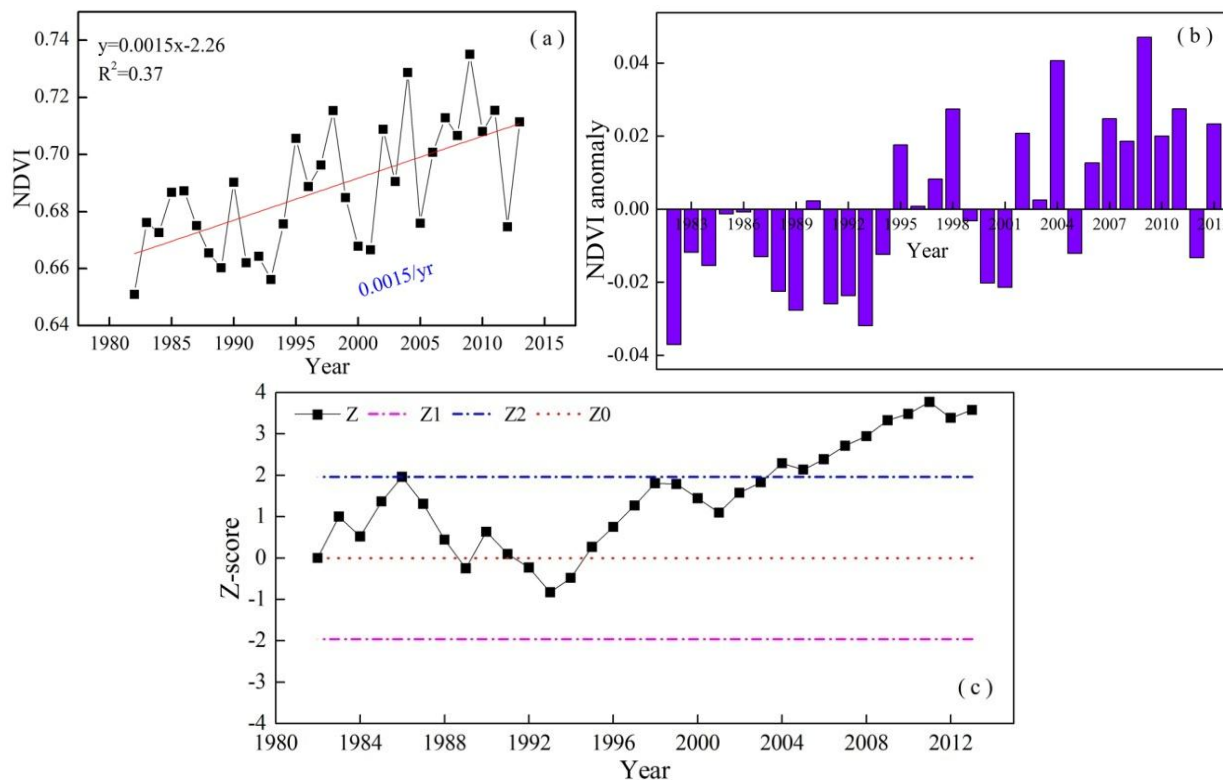 ( a )
y=0.0015x-2.26
R²=0.37
0.0015/yr
NDVI
0.74
0.72
0.70
0.68
0.66
0.64
1980 1985 1990 1995 2000 2005 2010 2015
Year
( b )
NDVI anomaly
0.04
0.02
0.00
-0.02
-0.04
1983 1986 1989 1992 1995 1998 2001 2004 2007 2010 201
Year
Z Z1 Z2 Z0
Z-score
4
3
2
1
0
-1
-2
-3
-4
( c )
1980 1984 1988 1992 1996 2000 2004 2008 2012
Year